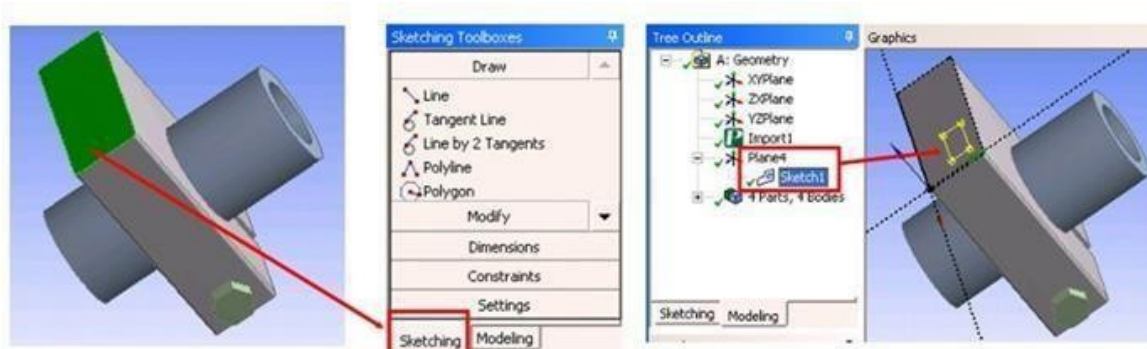 Sketching Toolboxes
Draw
Line
Tangent Line
Line by 2 Tangents
Polyline
Polygon
Modify
Dimensions
Constraints
Settings
Sketching Modeling
Tree Outline
A: Geometry
XYPlane
ZXPlane
YZPlane
Import1
Plane4
Sketch1
4 Parts, 4 Bodies
Sketching Modeling
Graphics